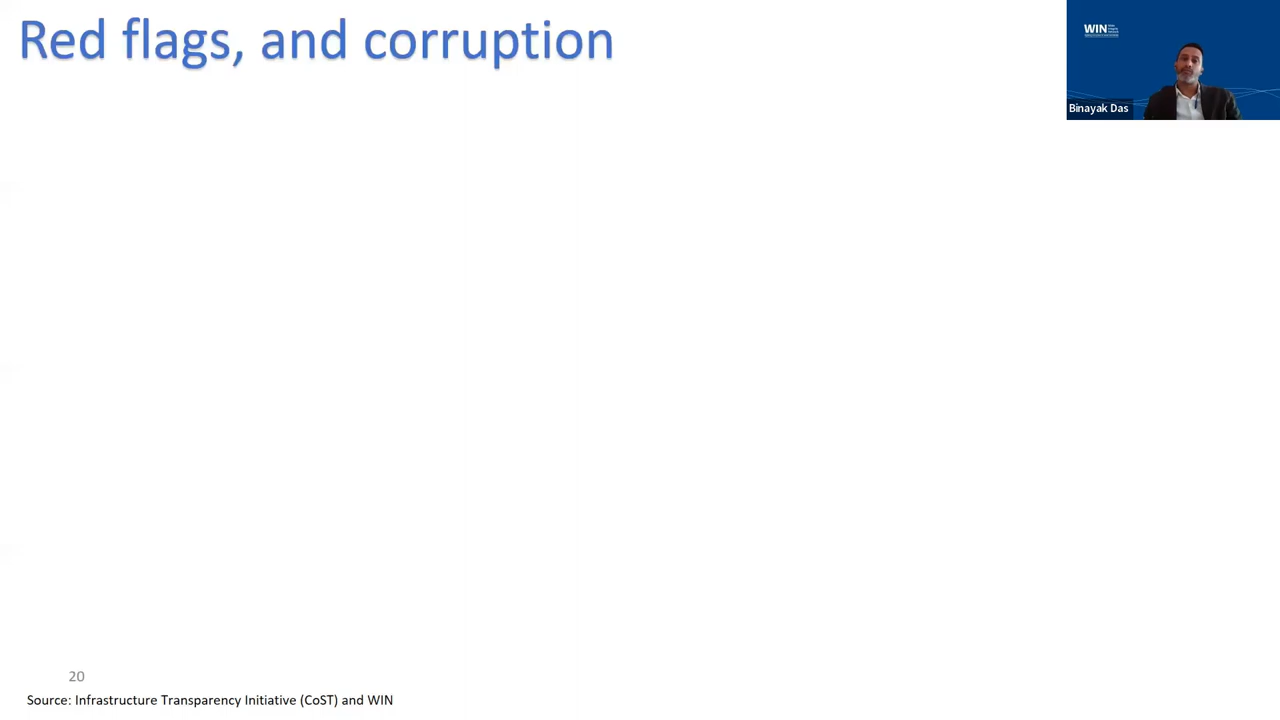 Red flags, and corruption
WIN
Binayak Das
20
Source: Infrastructure Transparency Initiative (CoST) and WIN